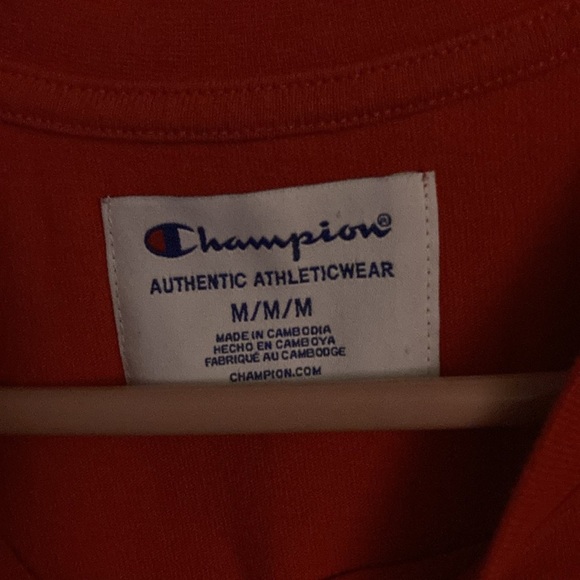 Champion®
AUTHENTIC ATHLETICWEAR
M/M/M
MADE IN CAMBODIA
HECHO EN CAMBOYA
FABRIQUÉ AU CAMBODGE
CHAMPION.COM